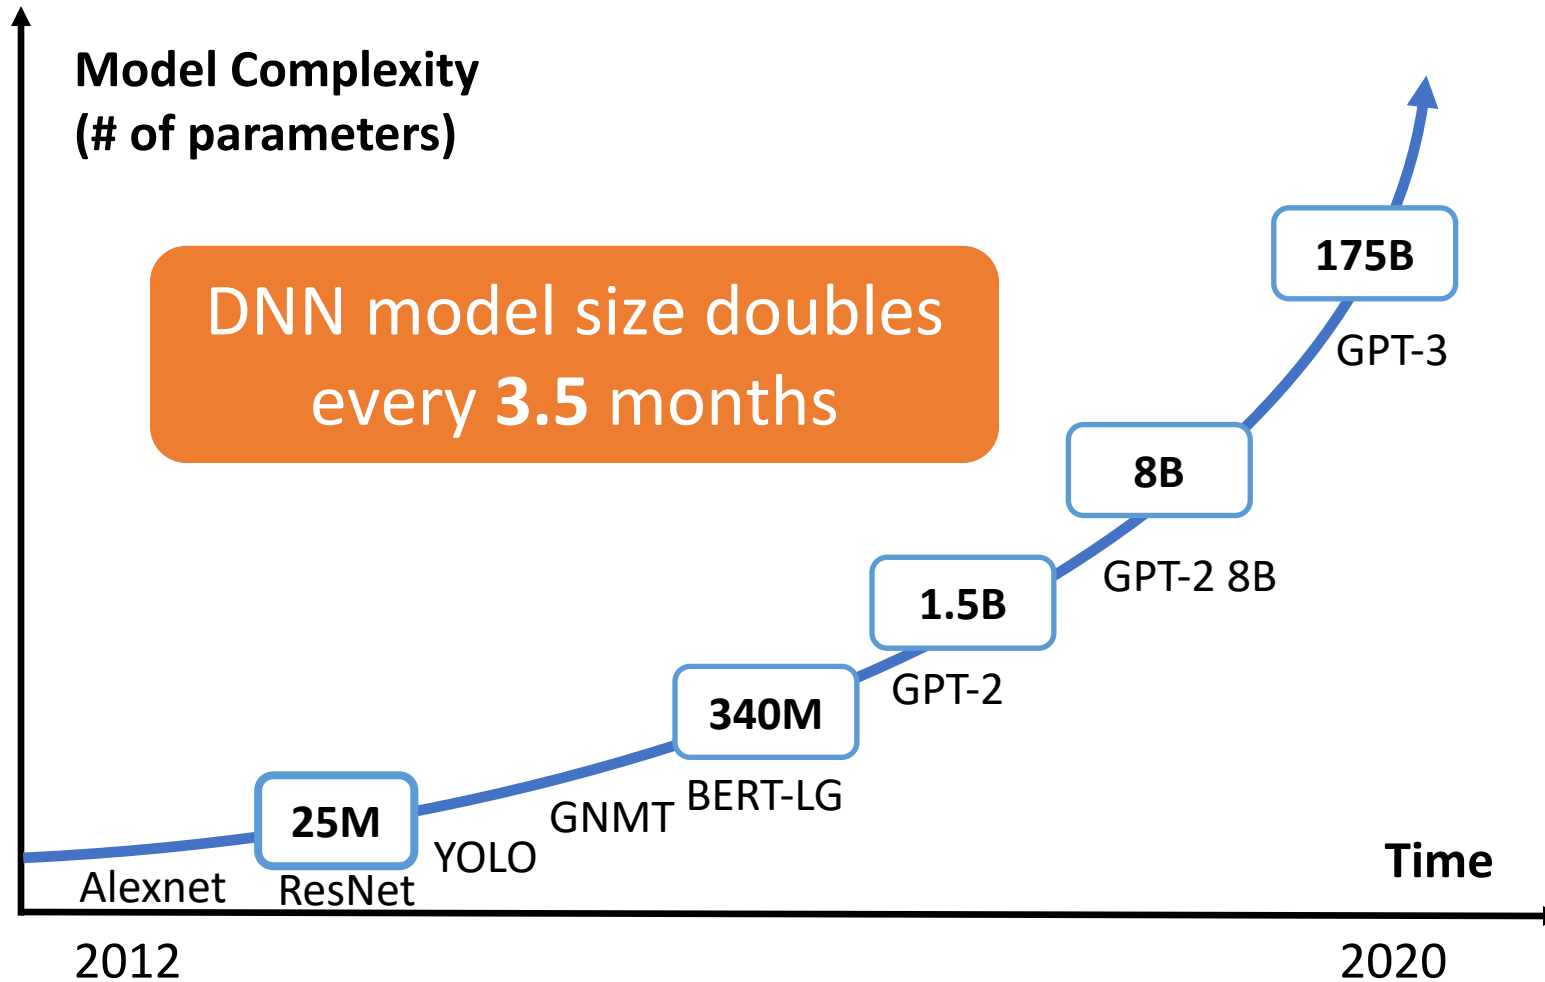 Model Complexity
(# of parameters)
DNN model size doubles
every 3.5 months
175B
GPT-3
8B
GPT-2 8B
1.5B
GPT-2
340M
BERT-LG
GNMT
25M
YOLO
Alexnet
ResNet
Time
2012
2020